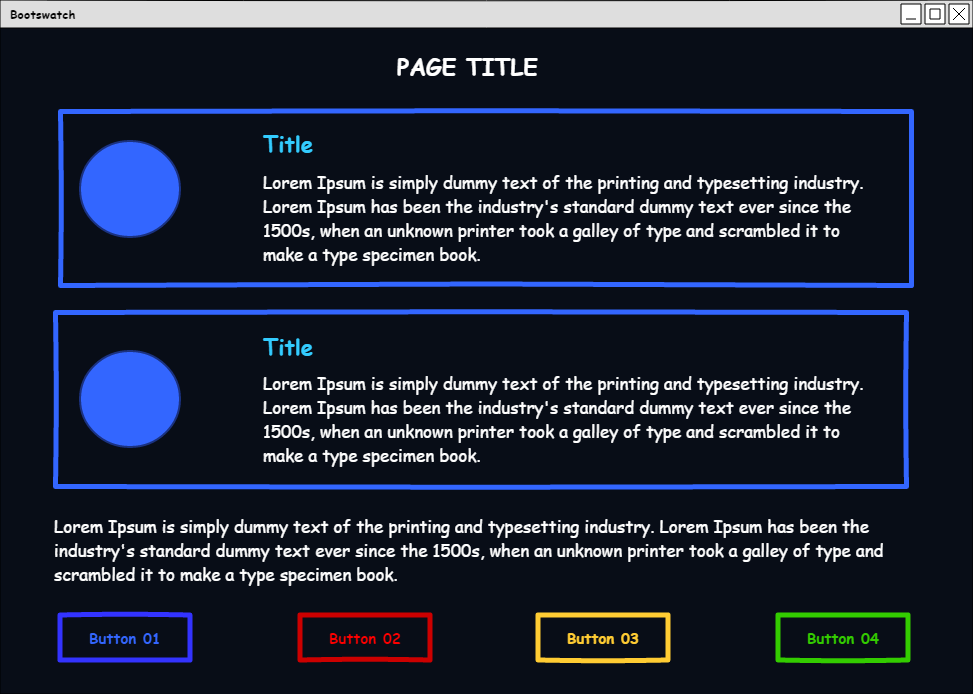 Bootswatch
PAGE TITLE
Title
Lorem Ipsum is simply dummy text of the printing and typesetting industry.
Lorem Ipsum has been the industry's standard dummy text ever since the
1500s, when an unknown printer took a galley of type and scrambled it to
make a type specimen book.
Title
Lorem Ipsum is simply dummy text of the printing and typesetting industry.
Lorem Ipsum has been the industry's standard dummy text ever since the
1500s, when an unknown printer took a galley of type and scrambled it to
make a type specimen book.
Lorem Ipsum is simply dummy text of the printing and typesetting industry. Lorem Ipsum has been the
industry's standard dummy text ever since the 1500s, when an unknown printer took a galley of type and
scrambled it to make a type specimen book.
Button 01 Button 02 Button 03 Button 04